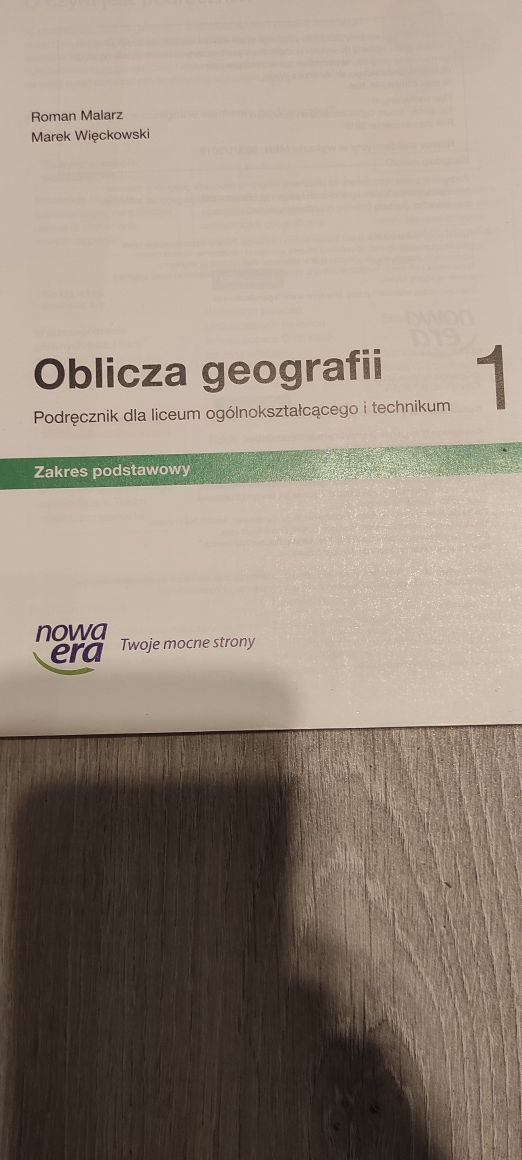 Roman Malarz
Marek Więckowski
Oblicza geografii 1
Podręcznik dla liceum ogólnokształcącego i technikum
Zakres podstawowy
nowa era
Twoje mocne strony